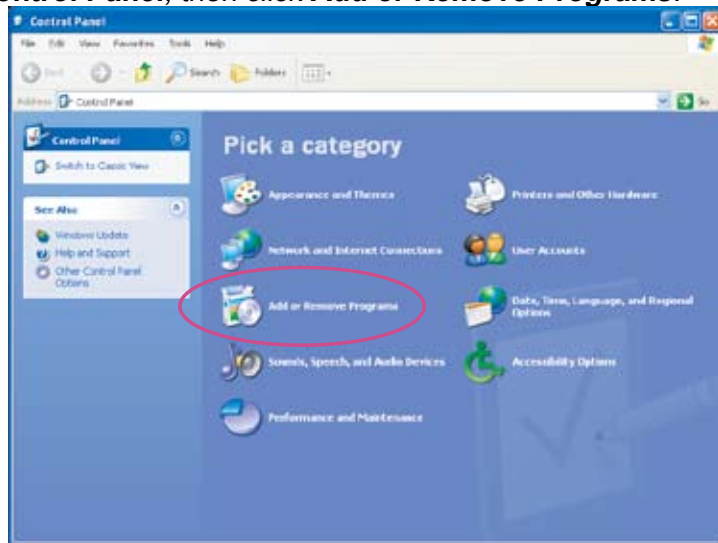 ontrol Panel, then click Add or Remove Programs.
Control Panel
File Edit View Favorites Tools Help
Back Search Folders
Address Control Panel Go
Control Panel
Switch to Classic View
See Also
Windows Update
Help and Support
Other Control Panel
Options
Pick a category
Appearance and Themes
Printers and Other Hardware
Network and Internet Connections
User Accounts
Add or Remove Programs
Date, Time, Language, and Regional
Options
Sounds, Speech, and Audio Devices
Accessibility Options
Performance and Maintenance